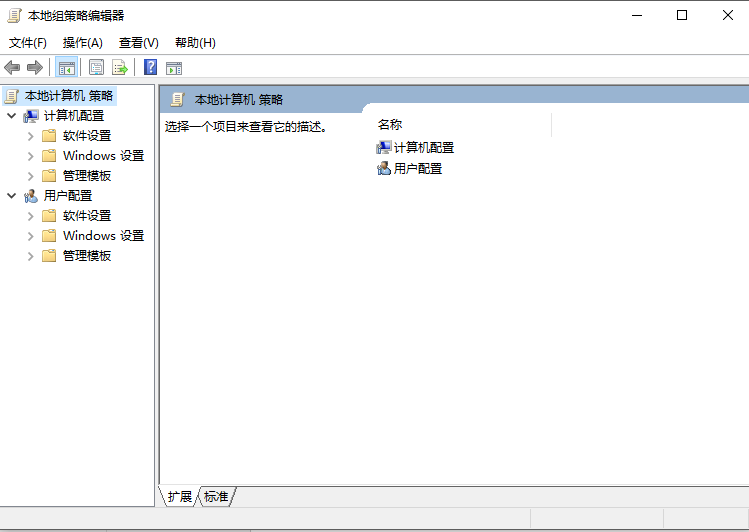 本地组策略编辑器
文件(F) 操作(A) 查看(V) 帮助(H)
本地计算机 策略
计算机配置
软件设置
Windows 设置
管理模板
用户配置
软件设置
Windows 设置
管理模板
本地计算机 策略
选择一个项目来查看它的描述。
名称
计算机配置
用户配置
扩展 标准